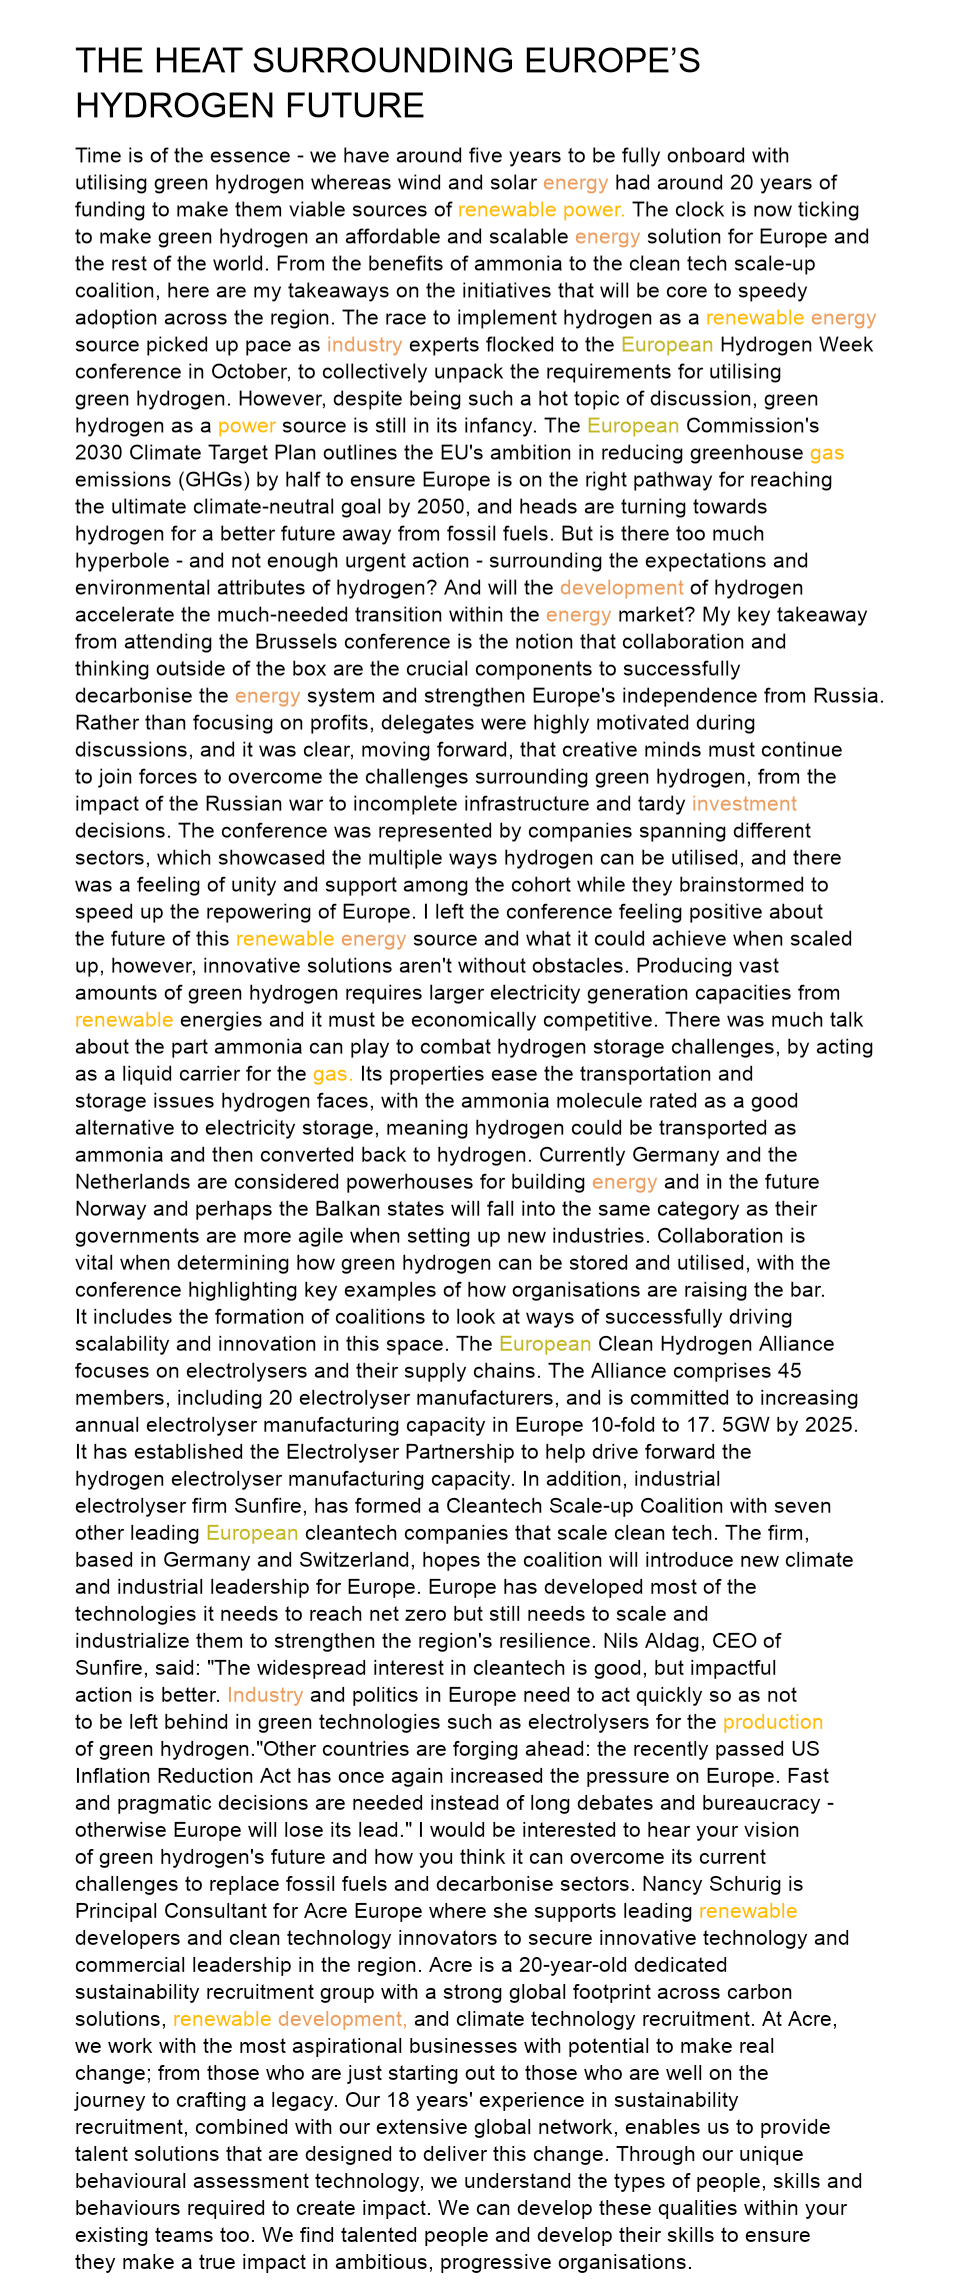 THE HEAT SURROUNDING EUROPE’S
HYDROGEN FUTURE
Time is of the essence - we have around five years to be fully onboard with
utilising green hydrogen whereas wind and solar energy had around 20 years of
funding to make them viable sources of renewable power. The clock is now ticking
to make green hydrogen an affordable and scalable energy solution for Europe and
the rest of the world. From the benefits of ammonia to the clean tech scale-up
coalition, here are my takeaways on the initiatives that will be core to speedy
adoption across the region. The race to implement hydrogen as a renewable energy
source picked up pace as industry experts flocked to the European Hydrogen Week
conference in October, to collectively unpack the requirements for utilising
green hydrogen. However, despite being such a hot topic of discussion, green
hydrogen as a power source is still in its infancy. The European Commission's
2030 Climate Target Plan outlines the EU's ambition in reducing greenhouse gas
emissions (GHGs) by half to ensure Europe is on the right pathway for reaching
the ultimate climate-neutral goal by 2050, and heads are turning towards
hydrogen for a better future away from fossil fuels. But is there too much
hyperbole - and not enough urgent action - surrounding the expectations and
environmental attributes of hydrogen? And will the development of hydrogen
accelerate the much-needed transition within the energy market? My key takeaway
from attending the Brussels conference is the notion that collaboration and
thinking outside of the box are the crucial components to successfully
decarbonise the energy system and strengthen Europe's independence from Russia.
Rather than focusing on profits, delegates were highly motivated during
discussions, and it was clear, moving forward, that creative minds must continue
to join forces to overcome the challenges surrounding green hydrogen, from the
impact of the Russian war to incomplete infrastructure and tardy investment
decisions. The conference was represented by companies spanning different
sectors, which showcased the multiple ways hydrogen can be utilised, and there
was a feeling of unity and support among the cohort while they brainstormed to
speed up the repowering of Europe. I left the conference feeling positive about
the future of this renewable energy source and what it could achieve when scaled
up, however, innovative solutions aren't without obstacles. Producing vast
amounts of green hydrogen requires larger electricity generation capacities from
renewable energies and it must be economically competitive. There was much talk
about the part ammonia can play to combat hydrogen storage challenges, by acting
as a liquid carrier for the gas. Its properties ease the transportation and
storage issues hydrogen faces, with the ammonia molecule rated as a good
alternative to electricity storage, meaning hydrogen could be transported as
ammonia and then converted back to hydrogen. Currently Germany and the
Netherlands are considered powerhouses for building energy and in the future
Norway and perhaps the Balkan states will fall into the same category as their
governments are more agile when setting up new industries. Collaboration is
vital when determining how green hydrogen can be stored and utilised, with the
conference highlighting key examples of how organisations are raising the bar.
It includes the formation of coalitions to look at ways of successfully driving
scalability and innovation in this space. The European Clean Hydrogen Alliance
focuses on electrolysers and their supply chains. The Alliance comprises 45
members, including 20 electrolyser manufacturers, and is committed to increasing
annual electrolyser manufacturing capacity in Europe 10-fold to 17. 5GW by 2025.
It has established the Electrolyser Partnership to help drive forward the
hydrogen electrolyser manufacturing capacity. In addition, industrial
electrolyser firm Sunfire, has formed a Cleantech Scale-up Coalition with seven
other leading European cleantech companies that scale clean tech. The firm,
based in Germany and Switzerland, hopes the coalition will introduce new climate
and industrial leadership for Europe. Europe has developed most of the
technologies it needs to reach net zero but still needs to scale and
industrialize them to strengthen the region's resilience. Nils Aldag, CEO of
Sunfire, said: "The widespread interest in cleantech is good, but impactful
action is better. Industry and politics in Europe need to act quickly so as not
to be left behind in green technologies such as electrolysers for the production
of green hydrogen."Other countries are forging ahead: the recently passed US
Inflation Reduction Act has once again increased the pressure on Europe. Fast
and pragmatic decisions are needed instead of long debates and bureaucracy -
otherwise Europe will lose its lead." I would be interested to hear your vision
of green hydrogen's future and how you think it can overcome its current
challenges to replace fossil fuels and decarbonise sectors. Nancy Schurig is
Principal Consultant for Acre Europe where she supports leading renewable
developers and clean technology innovators to secure innovative technology and
commercial leadership in the region. Acre is a 20-year-old dedicated
sustainability recruitment group with a strong global footprint across carbon
solutions, renewable development, and climate technology recruitment. At Acre,
we work with the most aspirational businesses with potential to make real
change; from those who are just starting out to those who are well on the
journey to crafting a legacy. Our 18 years' experience in sustainability
recruitment, combined with our extensive global network, enables us to provide
talent solutions that are designed to deliver this change. Through our unique
behavioural assessment technology, we understand the types of people, skills and
behaviours required to create impact. We can develop these qualities within your
existing teams too. We find talented people and develop their skills to ensure
they make a true impact in ambitious, progressive organisations.